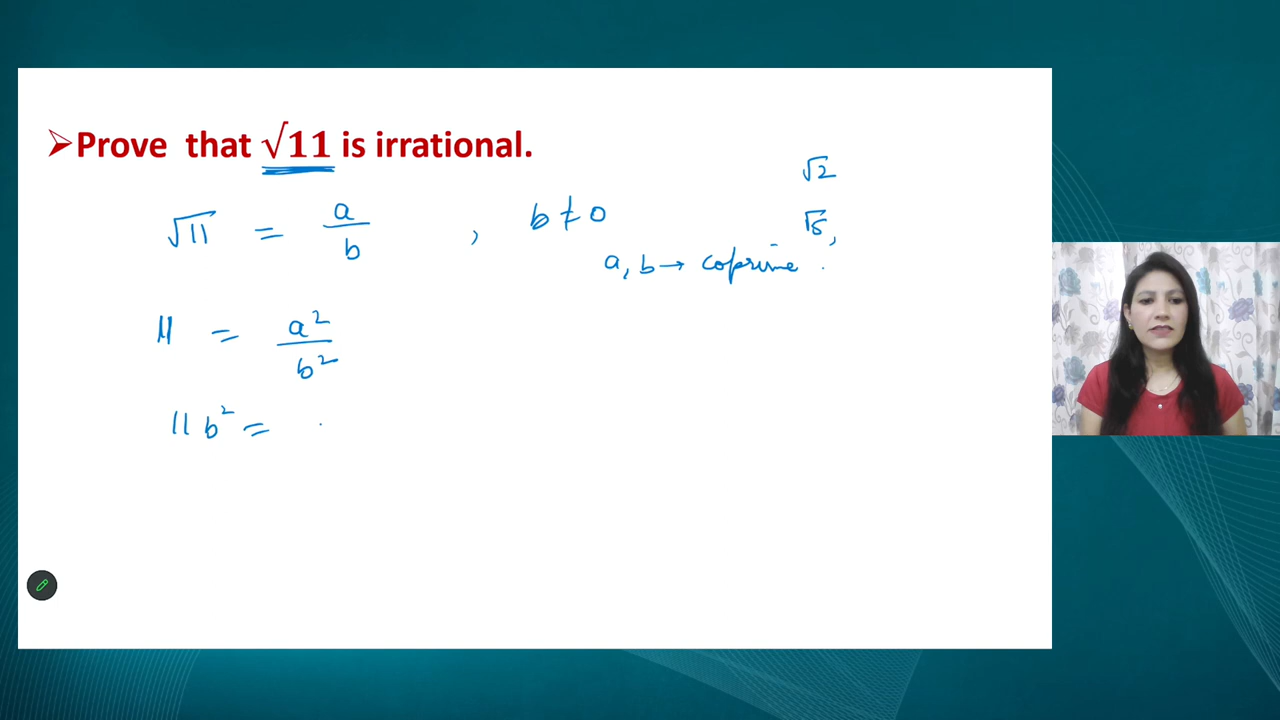 ➢Prove that √11 is irrational.
√2
√11 = a/b , b ≠ 0
√5,
a, b → coprime .
11 = a²/b²
11 b² =